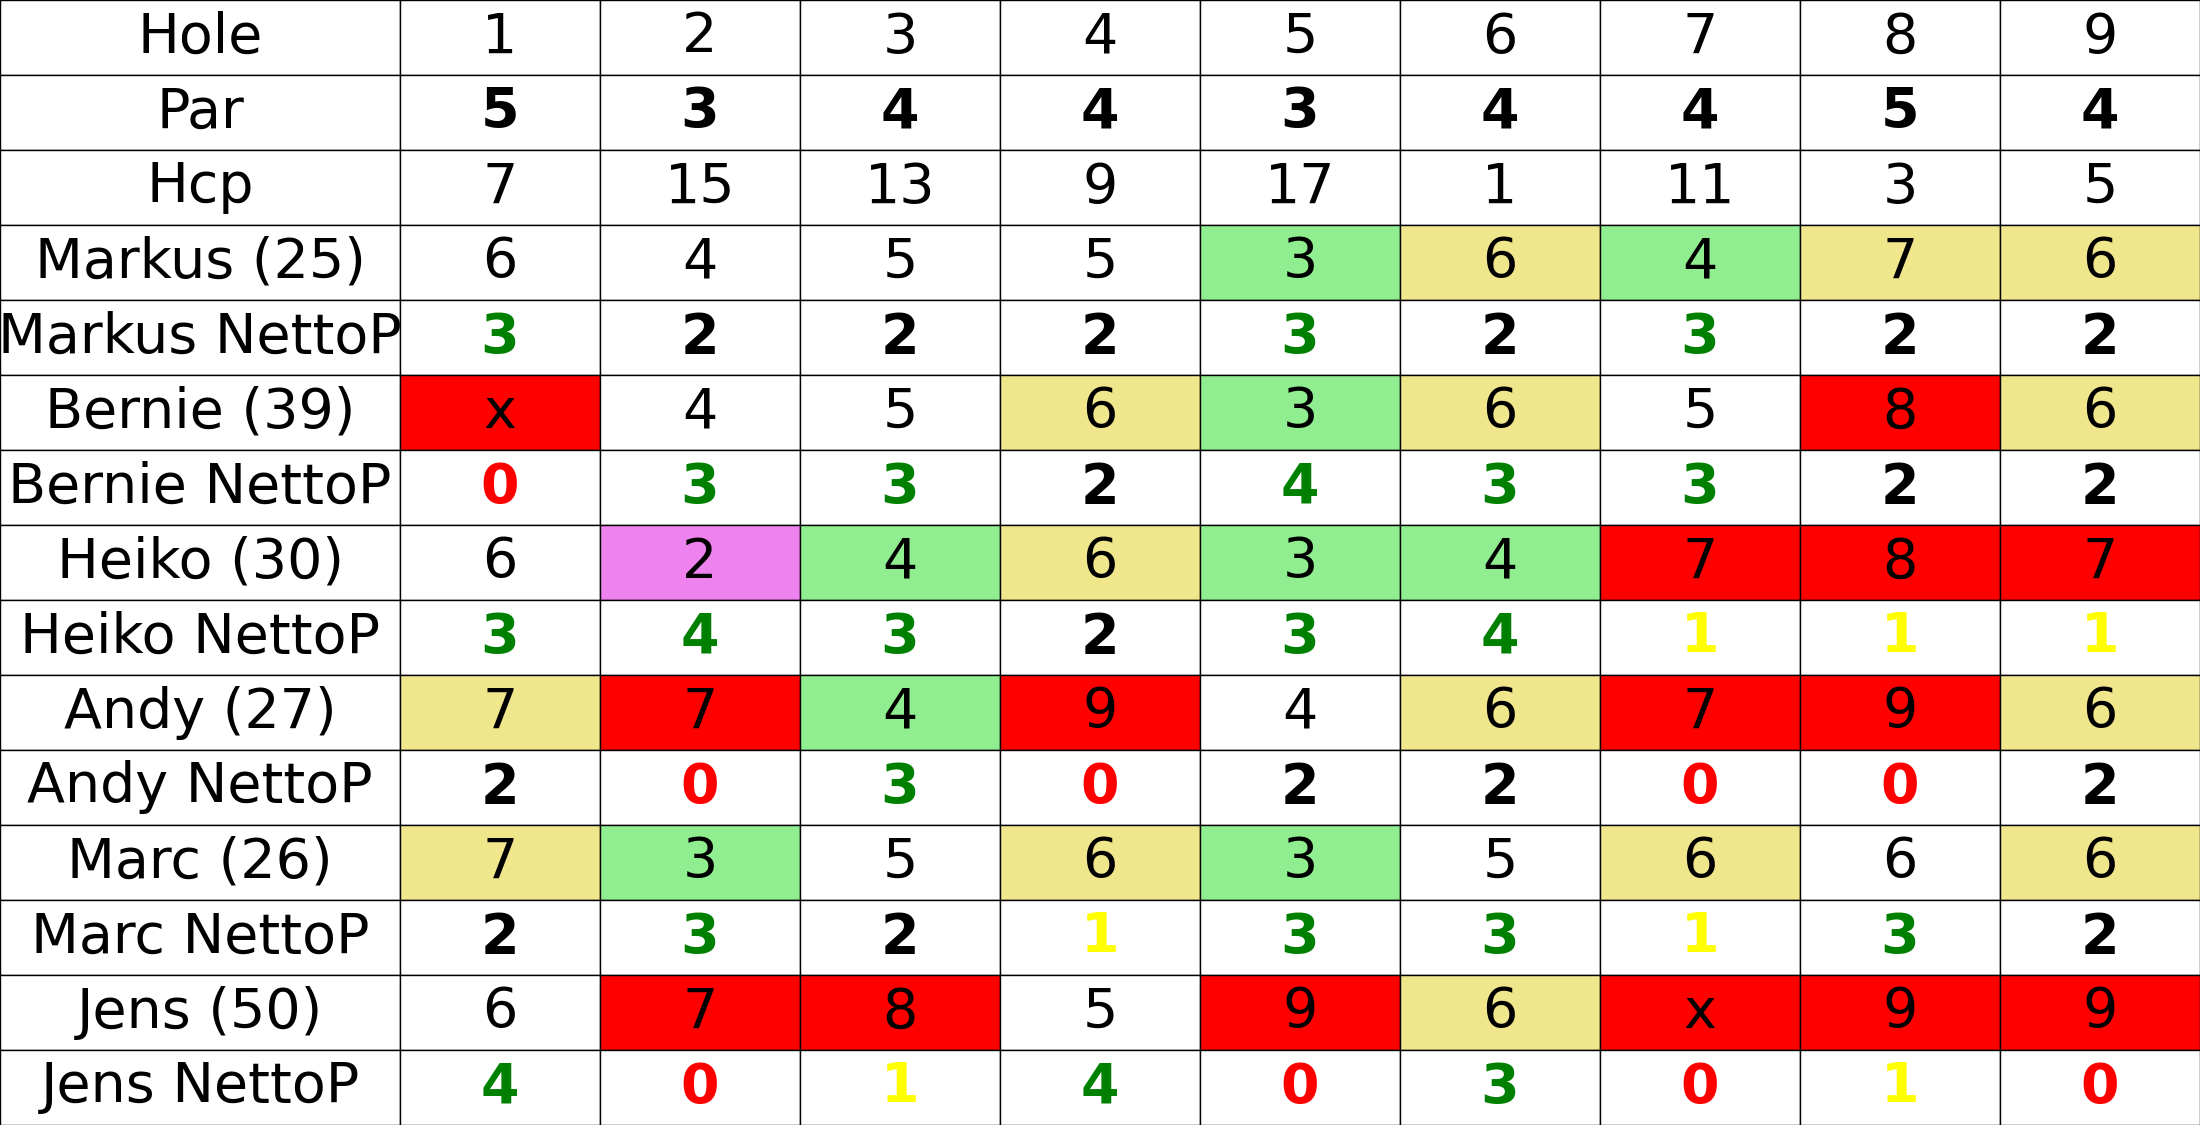 Hole 1 2 3 4 5 6 7 8 9
Par 5 3 4 4 3 4 4 5 4
Hcp 7 15 13 9 17 1 11 3 5
Markus (25) 6 4 5 5 3 6 4 7 6
Markus NettoP 3 2 2 2 3 2 3 2 2
Bernie (39) x 4 5 6 3 6 5 8 6
Bernie NettoP 0 3 3 2 4 3 3 2 2
Heiko (30) 6 2 4 6 3 4 7 8 7
Heiko NettoP 3 4 3 2 3 4 1 1 1
Andy (27) 7 7 4 9 4 6 7 9 6
Andy NettoP 2 0 3 0 2 2 0 0 2
Marc (26) 7 3 5 6 3 5 6 6 6
Marc NettoP 2 3 2 1 3 3 1 3 2
Jens (50) 6 7 8 5 9 6 x 9 9
Jens NettoP 4 0 1 4 0 3 0 1 0